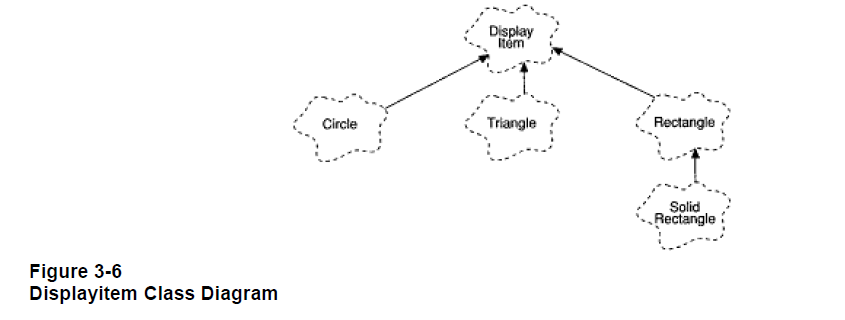 Display
Item
Circle
Triangle
Rectangle
Solid
Rectangle
Figure 3-6
Displayitem Class Diagram